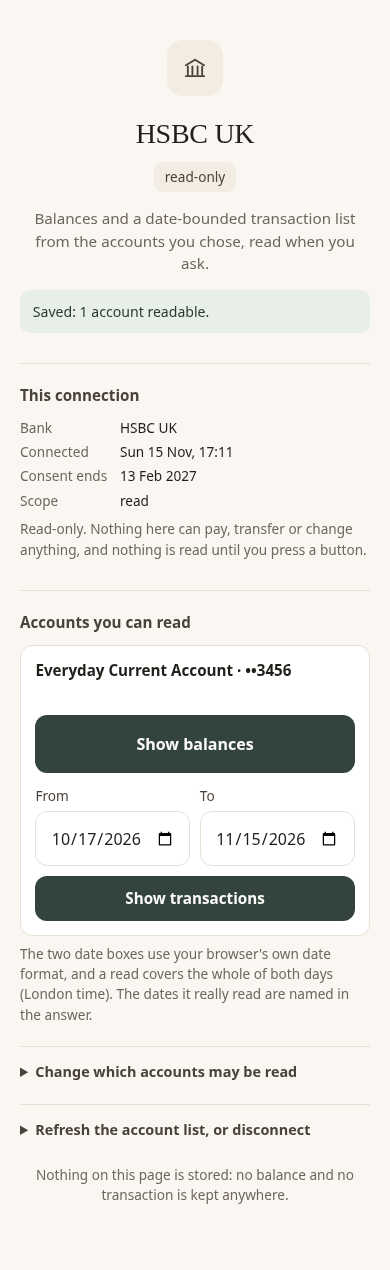 HSBC UK
read-only
Balances and a date-bounded transaction list
from the accounts you chose, read when you
ask.
Saved: 1 account readable.
This connection
Bank HSBC UK
Connected Sun 15 Nov, 17:11
Consent ends 13 Feb 2027
Scope read
Read-only. Nothing here can pay, transfer or change
anything, and nothing is read until you press a button.
Accounts you can read
Everyday Current Account · ••3456
Show balances
From To
10/17/2026 11/15/2026
Show transactions
The two date boxes use your browser's own date
format, and a read covers the whole of both days
(London time). The dates it really read are named in
the answer.
Change which accounts may be read
Refresh the account list, or disconnect
Nothing on this page is stored: no balance and no
transaction is kept anywhere.